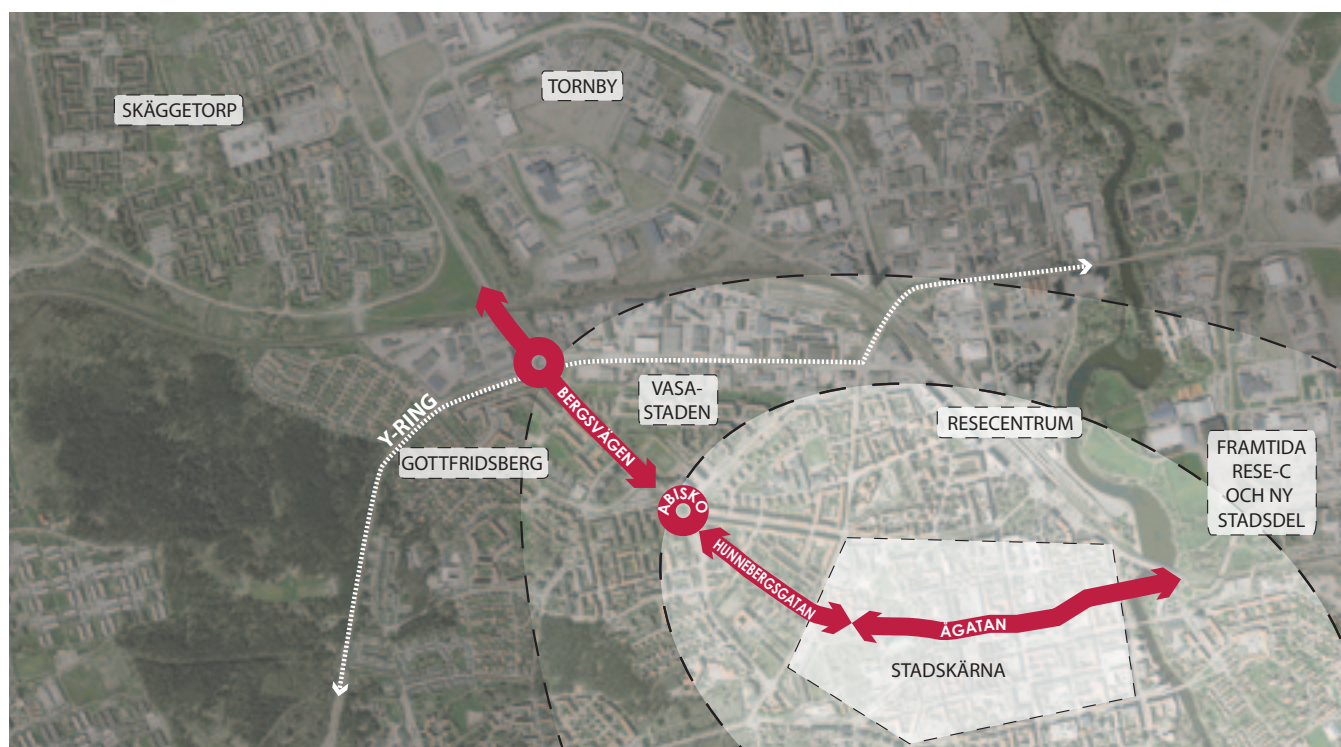 TORNBY
SKÄGGETORP
VASA-
STADEN
RESECENTRUM
Y-RING
BERGSVÄGEN
GOTTFRIDSBERG
FRAMTIDA
RESE-C
OCH NY
STADSDEL
ABISKO
HUNNEBERGSGATAN
ÅGATAN
STADSKÄRNA